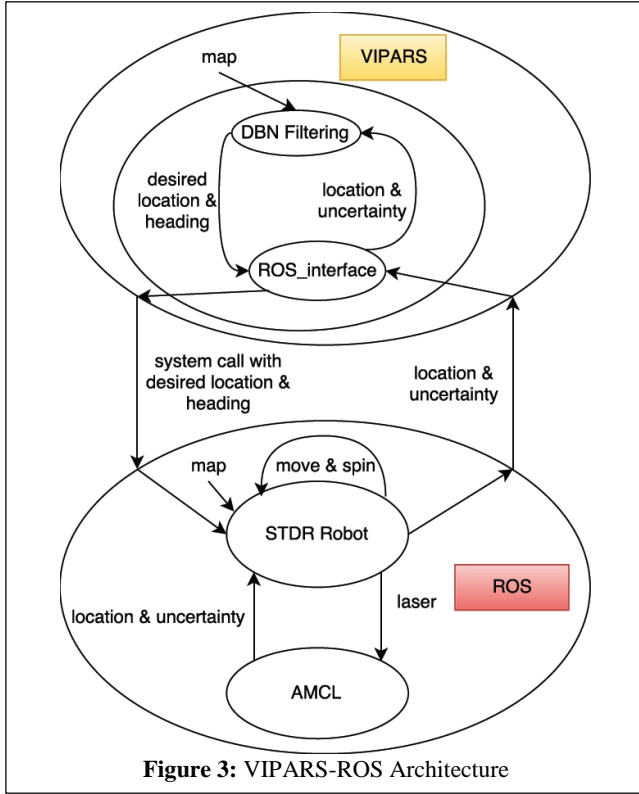 VIPARS
map
DBN Filtering
desired
location &
heading
location &
uncertainty
ROS_interface
system call with
desired location &
heading
location &
uncertainty
map
move & spin
STDR Robot
ROS
location & uncertainty
laser
AMCL
Figure 3: VIPARS-ROS Architecture